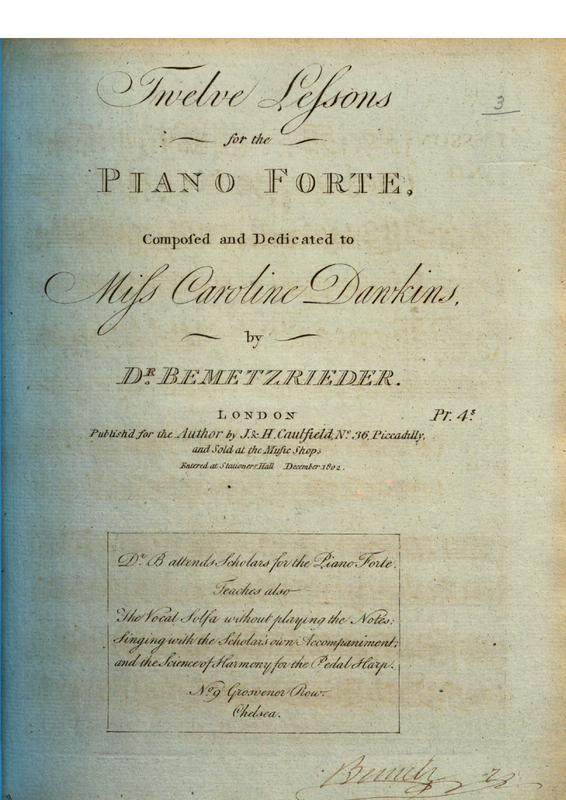 Twelve Leſsons
3
for the
PIANO FORTE,
Compoſed and Dedicated to
Miſs Caroline Dawkins,
by
DR. BEMETZRIEDER.
LONDON
Pr. 4s
Publish'd for the Author by J. & H. Caulfield, No. 36, Piccadilly,
and Sold at the Muſic Shops
Entered at Stationers Hall December 1802.
Dr. B attends Scholars for the Piano Forte.
Teaches also
The Vocal Solfa without playing the Notes:
Singing with the Scholar's own Accompaniment;
and the Science of Harmony for the Pedal Harp.
No. 9 Grosvenor Row.
Chelsea.